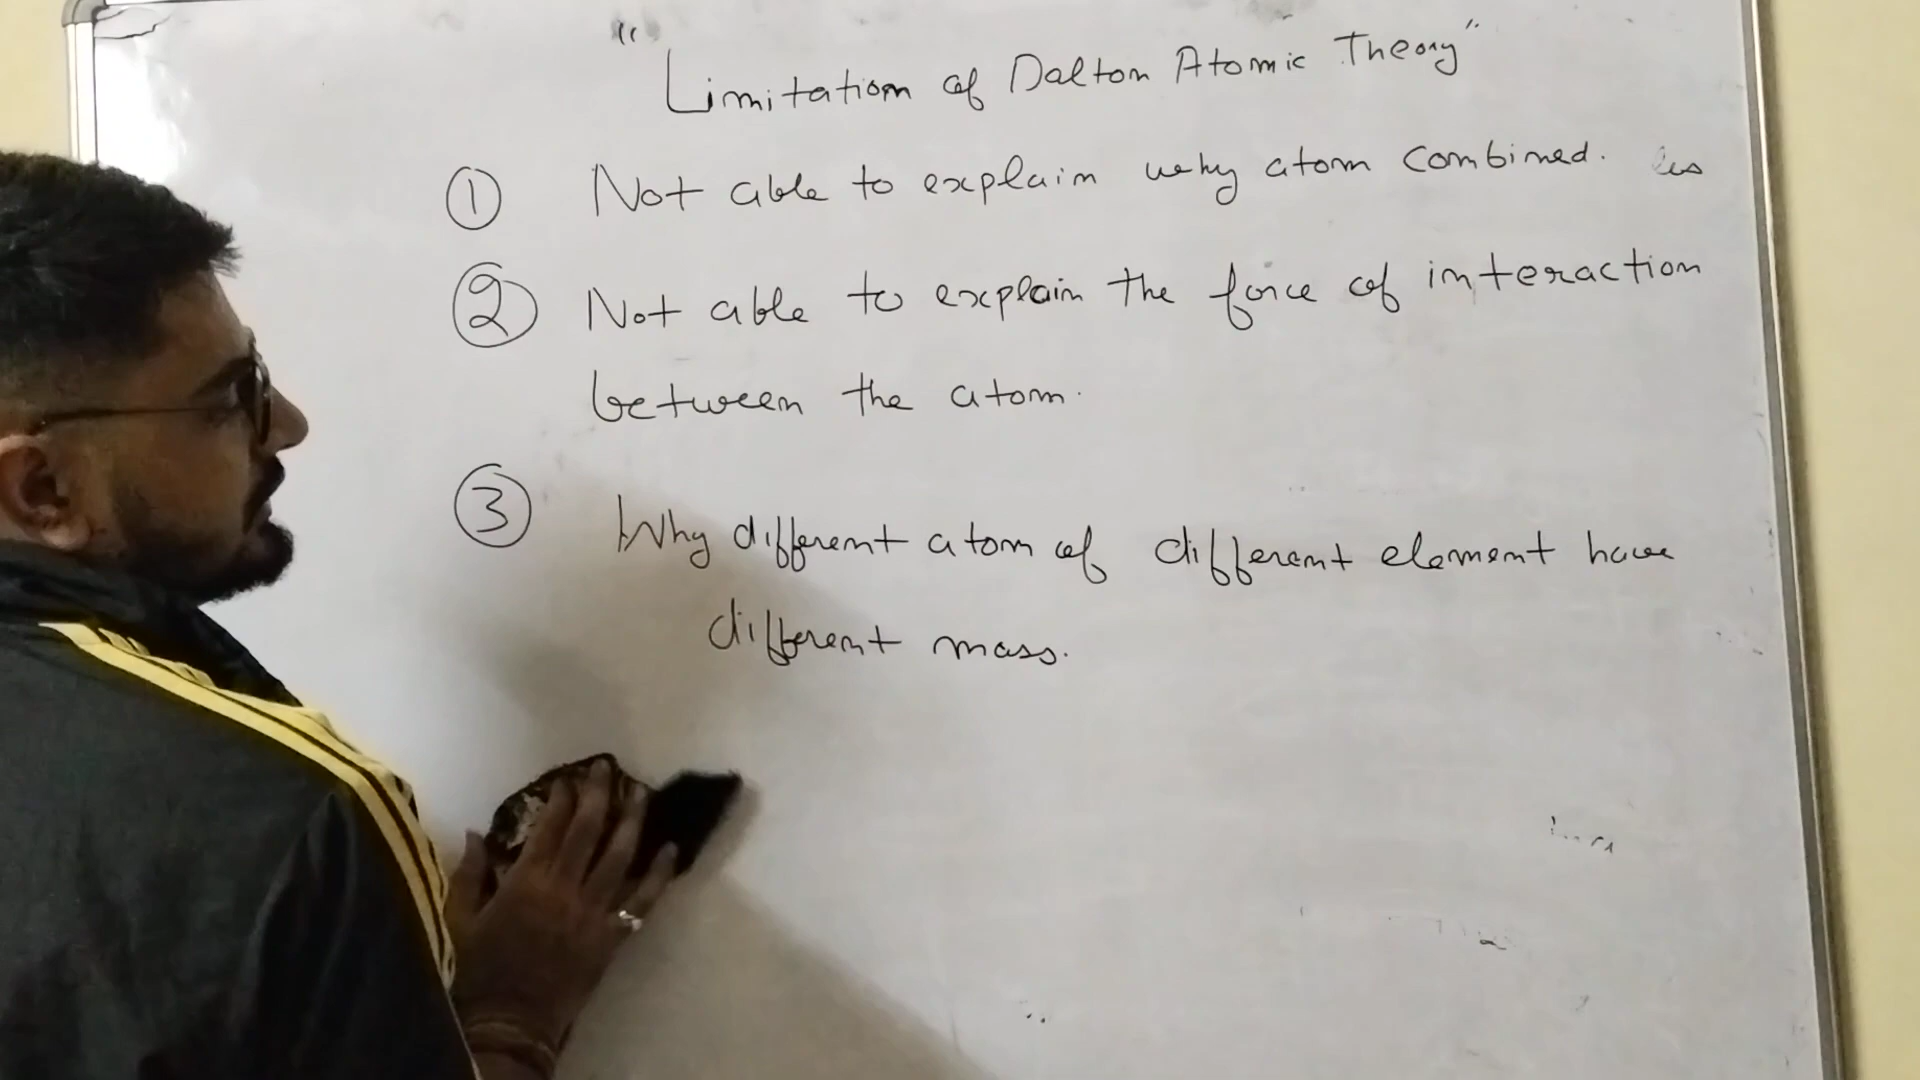 "Limitation of Dalton Atomic Theory"
① Not able to explain why atom combined.
② Not able to explain the force of interaction
between the atom.
③ Why different atom of different element have
different mass.